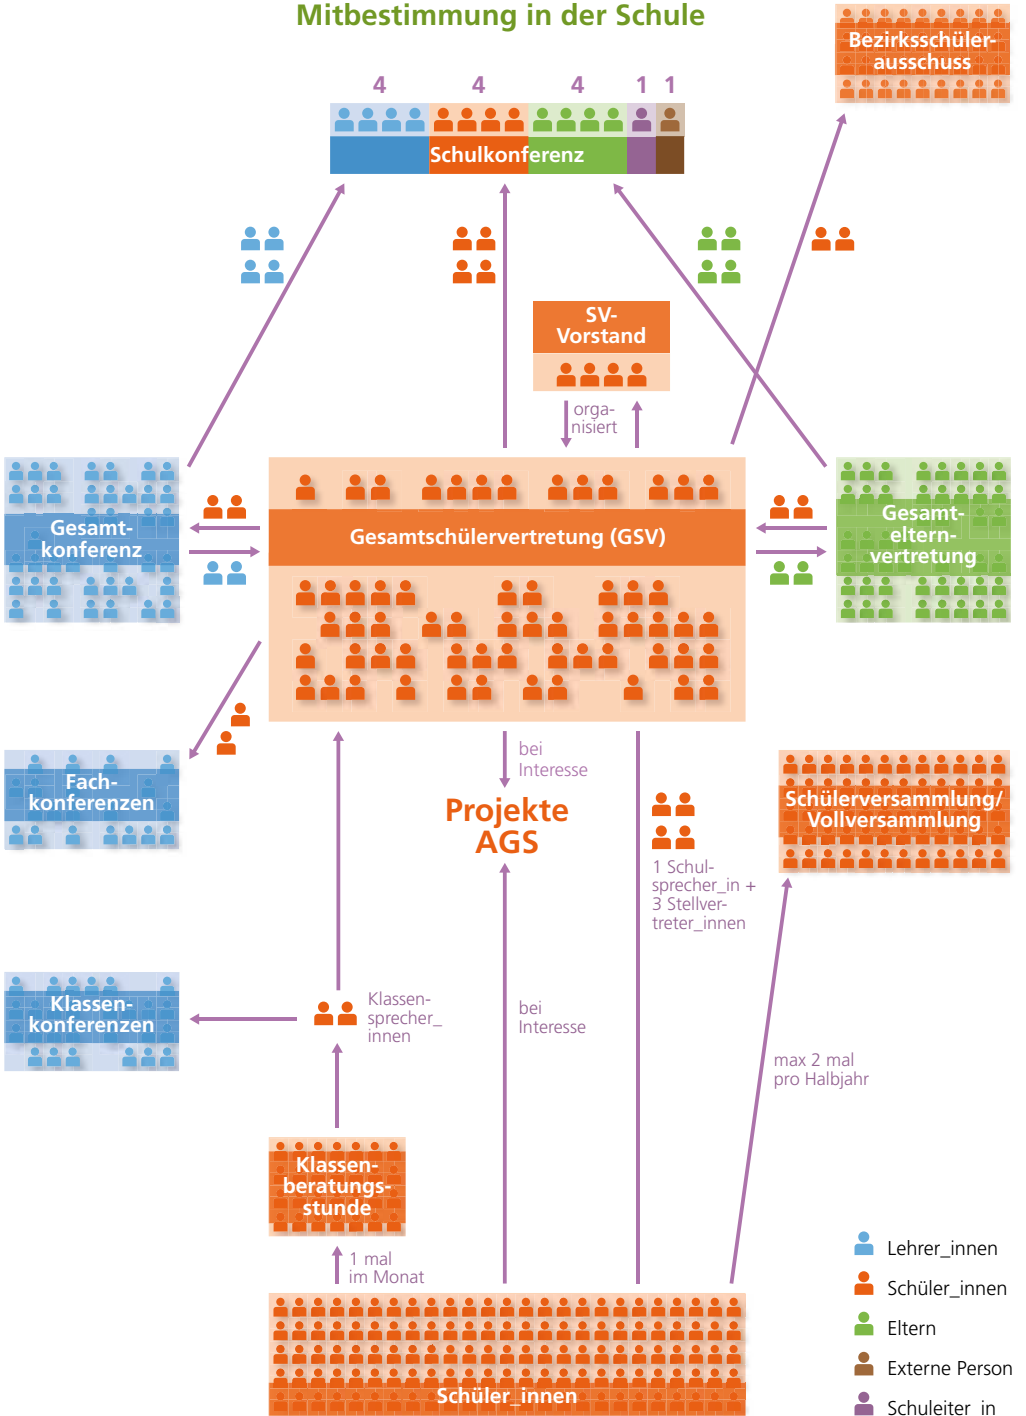 Mitbestimmung in der Schule
Bezirksschüler-
ausschuss
4 4 4 1 1
Schulkonferenz
SV-
Vorstand
orga-
nisiert
Gesamt-
konferenz
Gesamtschülervertretung (GSV)
Gesamt-
eltern-
vertretung
Fach-
konferenzen
bei
Interesse
Projekte
AGS
Schülerversammlung/
Vollversammlung
1 Schul-
sprecher_in +
3 Stellver-
treter_innen
Klassen-
konferenzen
Klassen-
sprecher_
innen
bei
Interesse
max 2 mal
pro Halbjahr
Klassen-
beratungs-
stunde
1 mal
im Monat
Schüler_innen
Lehrer_innen
Schüler_innen
Eltern
Externe Person
Schuleiter_in